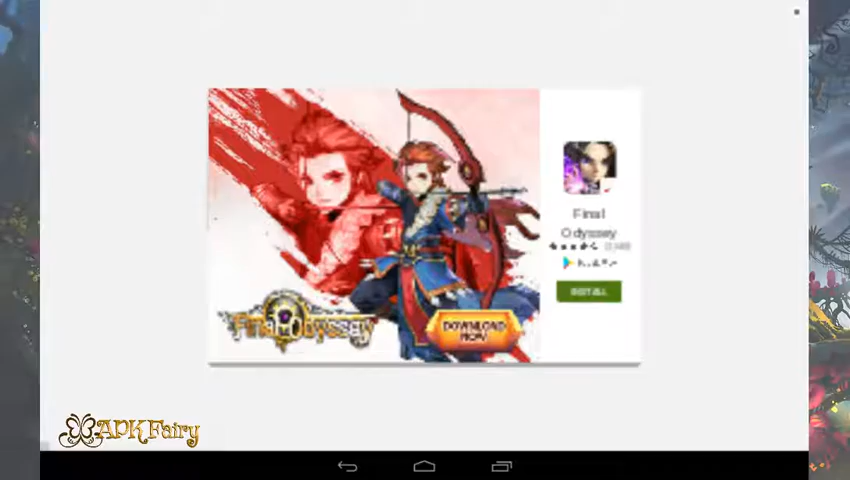 Final Odyssey
DOWNLOAD
NOW
Final
Odyssey
INSTALL
APKFairy